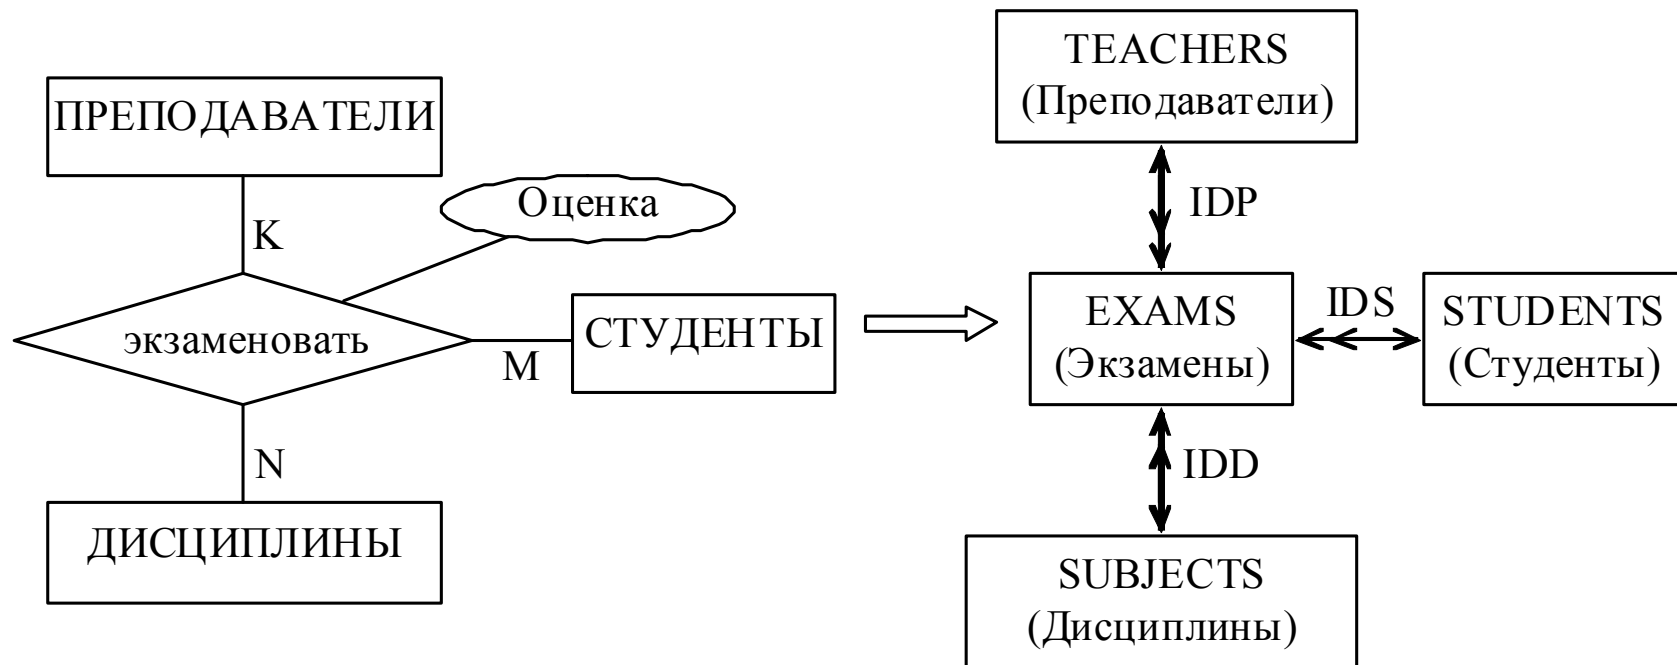 ПРЕПОДАВАТЕЛИ
K
Оценка
экзаменовать
M
СТУДЕНТЫ
N
ДИСЦИПЛИНЫ
TEACHERS
(Преподаватели)
IDP
EXAMS
(Экзамены)
IDS
STUDENTS
(Студенты)
IDD
SUBJECTS
(Дисциплины)